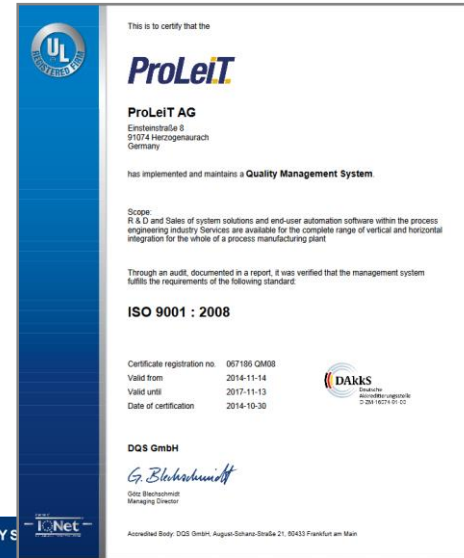 UL
REGISTERED FIRM
This is to certify that the
ProLeiT
ProLeiT AG
Einsteinstraße 8
91074 Herzogenaurach
Germany
has implemented and maintains a Quality Management System.
Scope:
R & D and Sales of system solutions and end-user automation software within the process
engineering industry Services are available for the complete range of vertical and horizontal
integration for the whole of a process manufacturing plant
Through an audit, documented in a report, it was verified that the management system
fulfills the requirements of the following standard:
ISO 9001 : 2008
Certificate registration no. 067186 QM08
Valid from 2014-11-14
Valid until 2017-11-13
Date of certification 2014-10-30
DAkkS
Deutsche
Akkreditierungsstelle
D-ZM-16074-01-00
DQS GmbH
G. Blechschmidt
Götz Blechschmidt
Managing Director
YS
IQNet
Accredited Body: DQS GmbH, August-Schanz-Straße 21, 60433 Frankfurt am Main